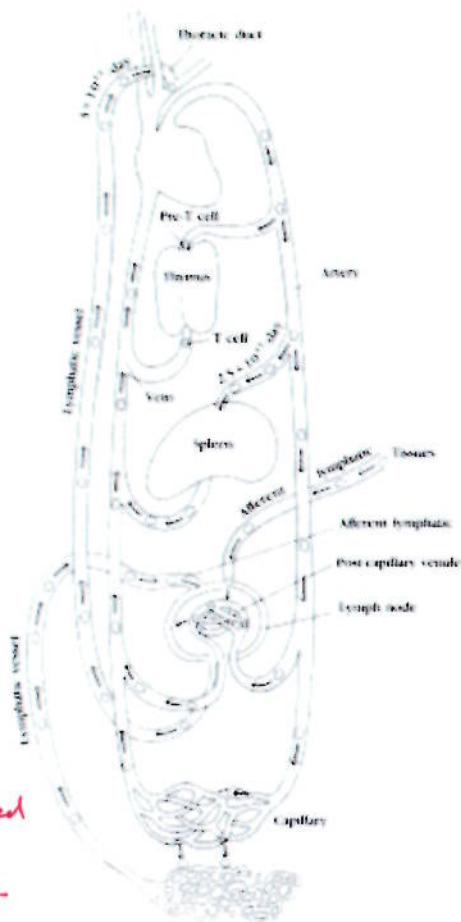 Thoracic duct
Pre-T cell
Thymus
Artery
T cell
Lymphatic vessel
Vein
Spleen
Afferent lymphatic
Tissues
Afferent lymphatic
Post capillary venule
Lymph node
Lymphatic vessel
Capillary